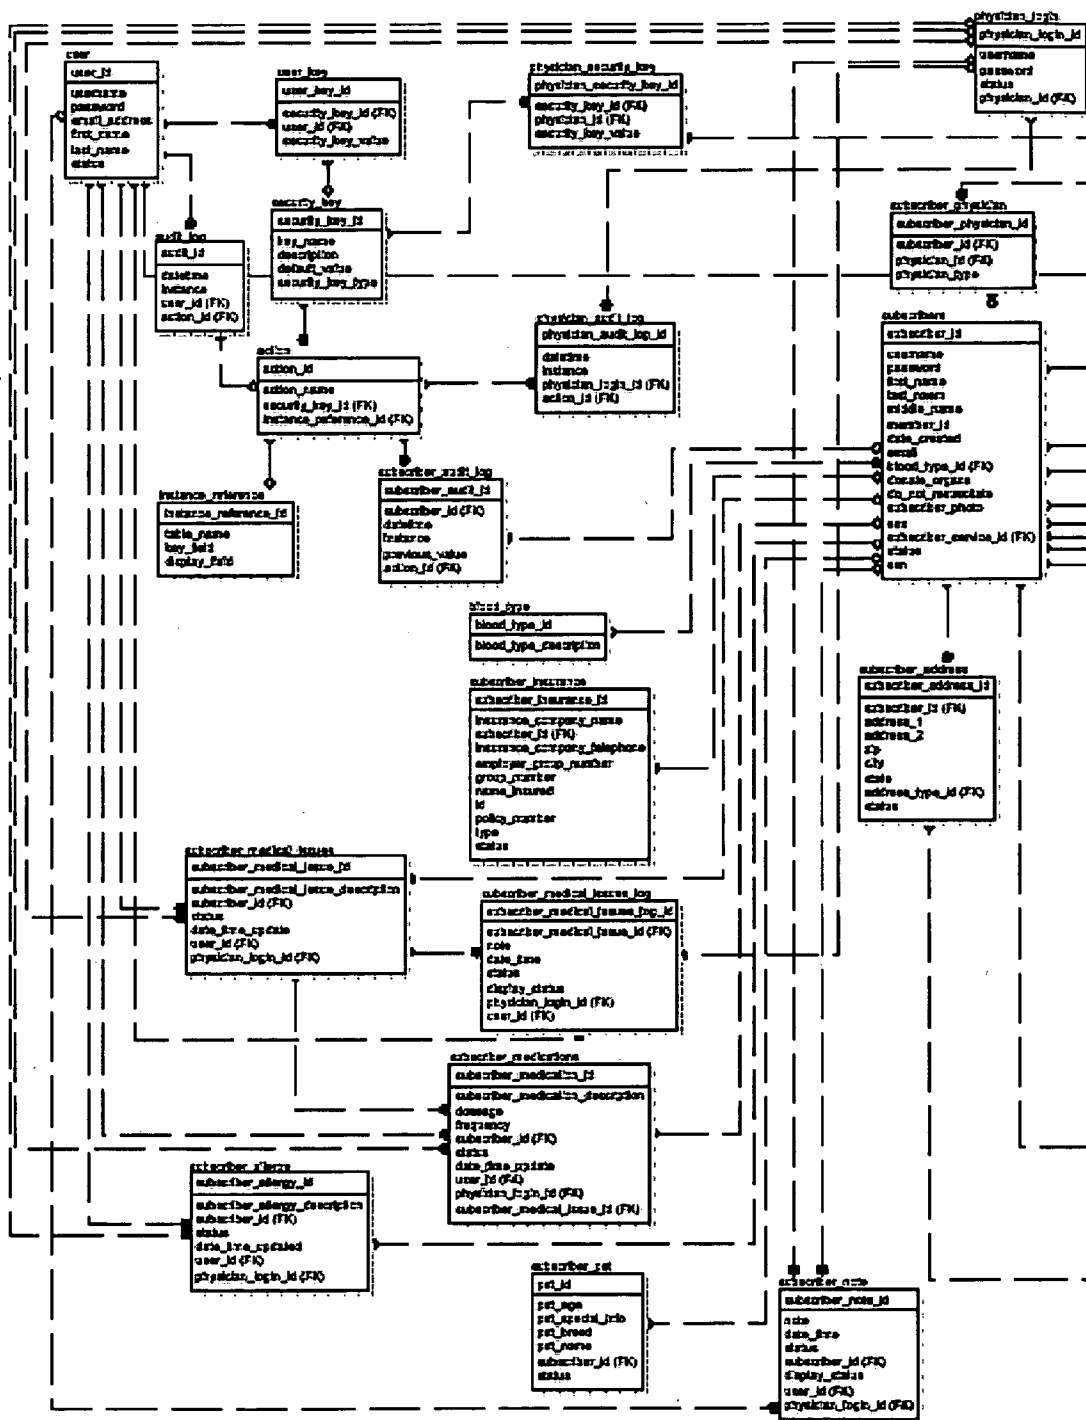 physician_login
physician_login_id
username
password
status
physician_id (FK)
user
user_id
username
password
email_address
first_name
last_name
status
user_key
user_key_id
security_key_id (FK)
user_id (FK)
security_key_value
physician_security_key
physician_security_key_id
security_key_id (FK)
physician_id (FK)
security_key_value
security_key
security_key_id
key_name
description
default_value
security_key_type
subscriber_physician
subscriber_physician_id
subscriber_id (FK)
physician_id (FK)
physician_type
audit_log
audit_id
datetime
instance
user_id (FK)
action_id (FK)
physician_audit_log
physician_audit_log_id
datetime
instance
physician_login_id (FK)
action_id (FK)
subscribers
subscriber_id
username
password
first_name
last_name
middle_name
member_id
date_created
email
blood_type_id (FK)
donate_organs
do_not_resuscitate
subscriber_photo
sex
subscriber_service_id (FK)
status
ssn
action
action_id
action_name
security_key_id (FK)
instance_reference_id (FK)
instance_reference
instance_reference_id
table_name
key_field
display_field
subscriber_audit_log
subscriber_audit_id
subscriber_id (FK)
datetime
instance
previous_value
action_id (FK)
blood_type
blood_type_id
blood_type_description
subscriber_insurance
subscriber_insurance_id
insurance_company_name
subscriber_id (FK)
insurance_company_telephone
employer_group_number
group_number
name_insured
id
policy_number
type
status
subscriber_address
subscriber_address_id
subscriber_id (FK)
address_1
address_2
zip
city
state
address_type_id (FK)
status
subscriber_medical_issues
subscriber_medical_issue_id
subscriber_medical_issue_description
subscriber_id (FK)
status
date_time_update
user_id (FK)
physician_login_id (FK)
subscriber_medical_issues_log
subscriber_medical_issues_log_id
subscriber_medical_issue_id (FK)
note
date_time
status
display_status
physician_login_id (FK)
user_id (FK)
subscriber_medications
subscriber_medication_id
subscriber_medication_description
dossage
frequency
subscriber_id (FK)
status
date_time_update
user_id (FK)
physician_login_id (FK)
subscriber_medical_issue_id (FK)
subscriber_allergy_id
subscriber_allergy_description
subscriber_id (FK)
status
date_time_updated
user_id (FK)
physician_login_id (FK)
subscriber_pet
pet_id
pet_age
pet_special_info
pet_breed
pet_name
subscriber_id (FK)
status
subscriber_note
subscriber_note_id
note
date_time
status
subscriber_id (FK)
display_status
user_id (FK)
physician_login_id (FK)